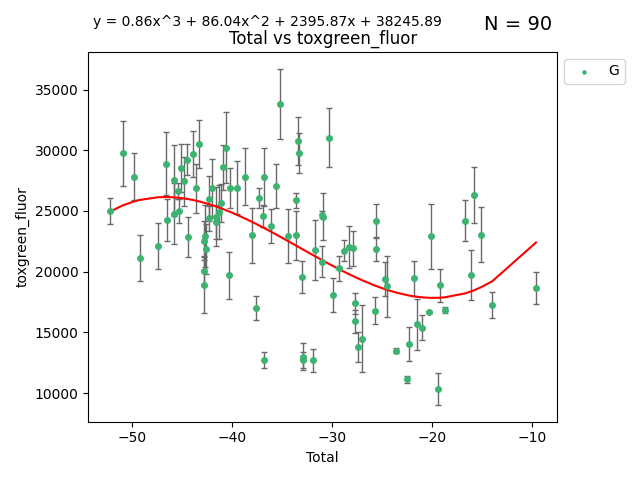 y = 0.86x^3 + 86.04x^2 + 2395.87x + 38245.89
N = 90
Total vs toxgreen_fluor
G
toxgreen_fluor
35000
30000
25000
20000
15000
10000
−50
−40
−30
−20
−10
Total